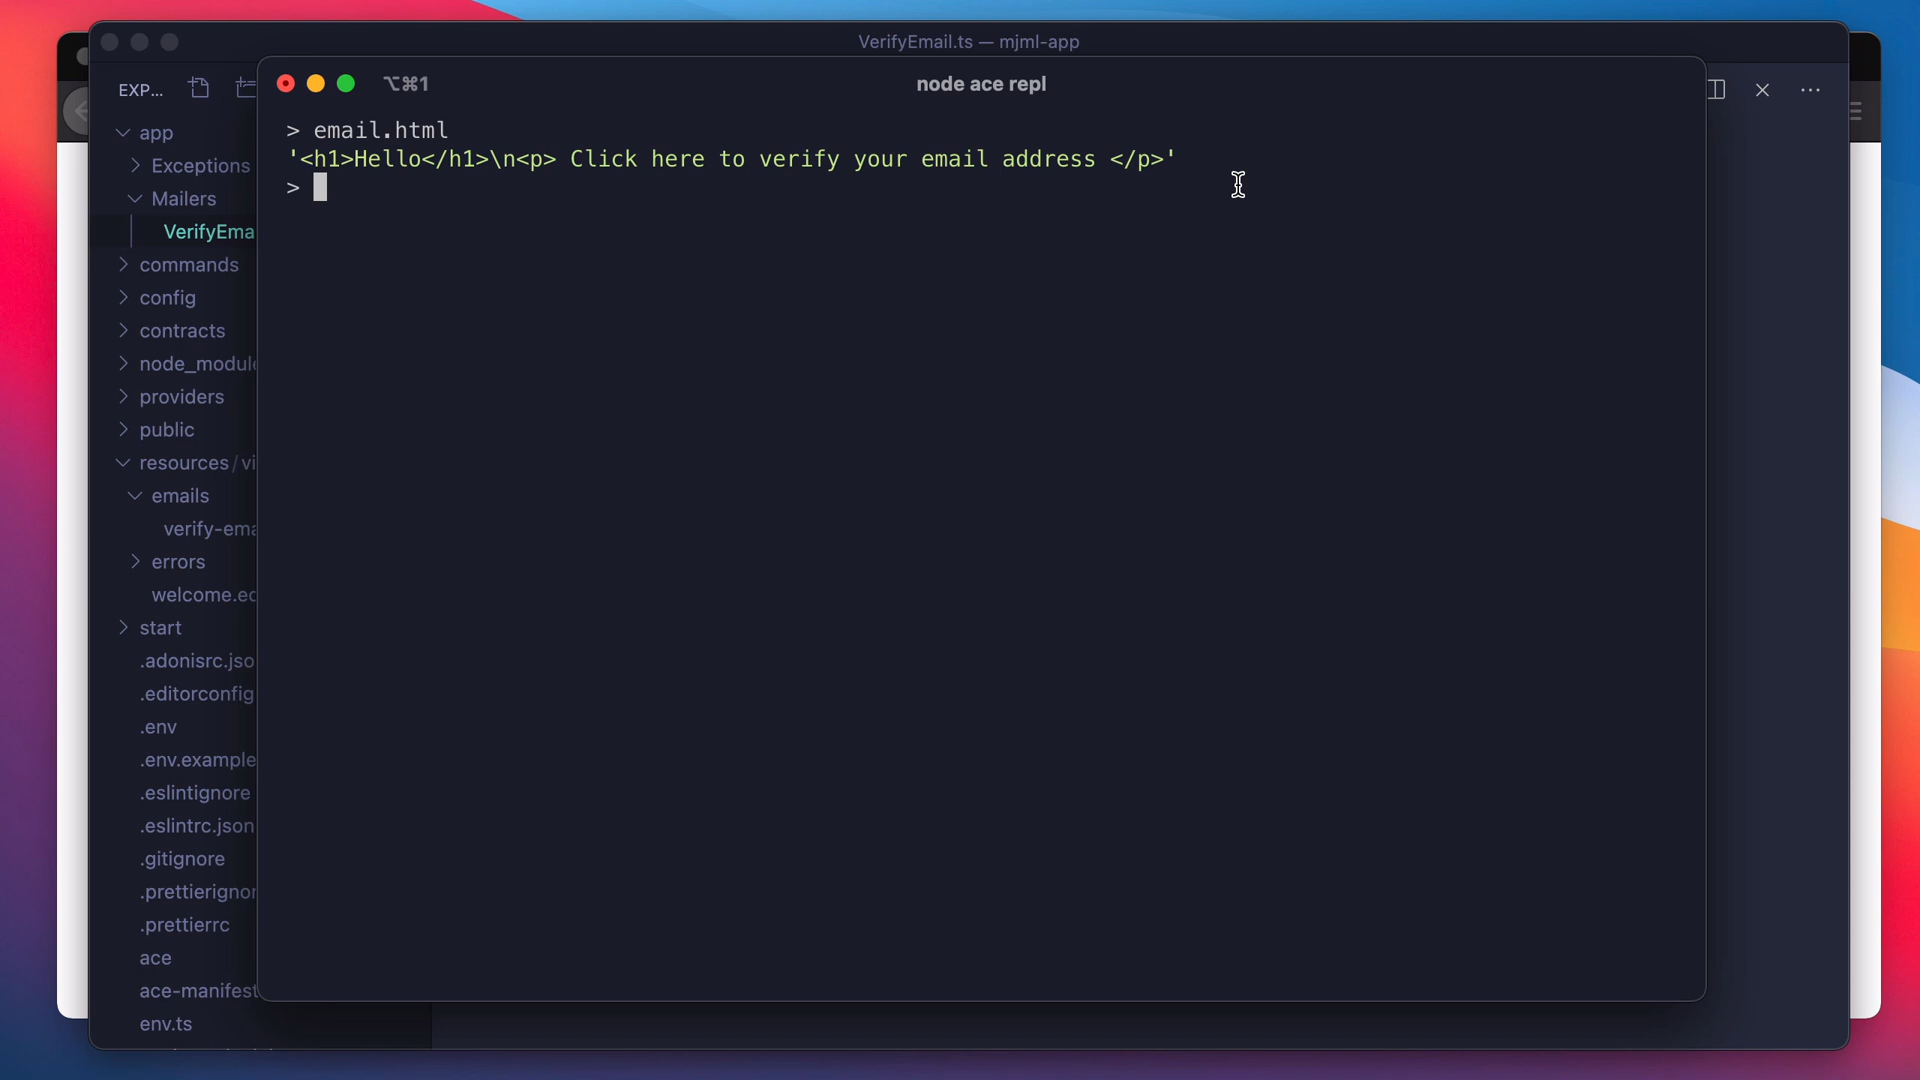 VerifyEmail.ts — mjml-app
EXP...
⌥⌘1
node ace repl
> email.html
'<h1>Hello</h1>\n<p> Click here to verify your email address </p>'
>
app
Exceptions
Mailers
VerifyEma
commands
config
contracts
node_module
providers
public
resources/vi
emails
verify-ema
errors
welcome.ed
start
.adonisrc.jso
.editorconfig
.env
.env.example
.eslintignore
.eslintrc.json
.gitignore
.prettierignor
.prettierrc
ace
ace-manifest
env.ts